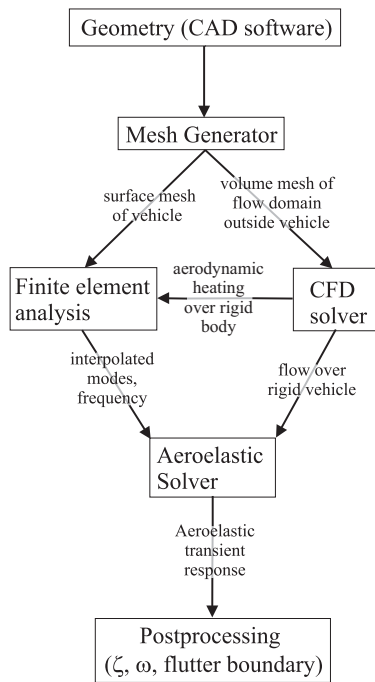 Geometry (CAD software)
Mesh Generator
surface mesh
of vehicle
volume mesh of
flow domain
outside vehicle
Finite element
analysis
aerodynamic
heating
over rigid
body
CFD
solver
interpolated
modes,
frequency
flow over
rigid vehicle
Aeroelastic
Solver
Aeroelastic
transient
response
Postprocessing
(ζ, ω, flutter boundary)